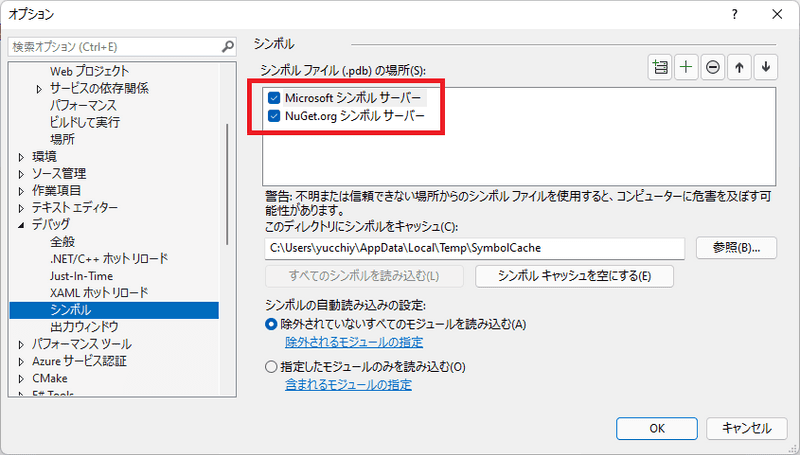 オプション
検索オプション (Ctrl+E)
Web プロジェクト
サービスの依存関係
パフォーマンス
ビルドして実行
場所
環境
ソース管理
作業項目
テキスト エディター
デバッグ
全般
.NET/C++ ホット リロード
Just-In-Time
XAML ホット リロード
シンボル
出力ウィンドウ
パフォーマンス ツール
Azure サービス認証
CMake
F# Tools
シンボル
シンボル ファイル (.pdb) の場所(S):
Microsoft シンボル サーバー
NuGet.org シンボル サーバー
警告: 不明または信頼できない場所からのシンボル ファイルを使用すると、コンピューターに危害を及ぼす可
能性があります。
このディレクトリにシンボルをキャッシュ(C):
C:\Users\yucchiy\AppData\Local\Temp\SymbolCache
参照(B)...
すべてのシンボルを読み込む(L)
シンボル キャッシュを空にする(E)
シンボルの自動読み込みの設定:
除外されていないすべてのモジュールを読み込む(A)
除外されるモジュールの指定
指定したモジュールのみを読み込む(O)
含まれるモジュールの指定
OK
キャンセル